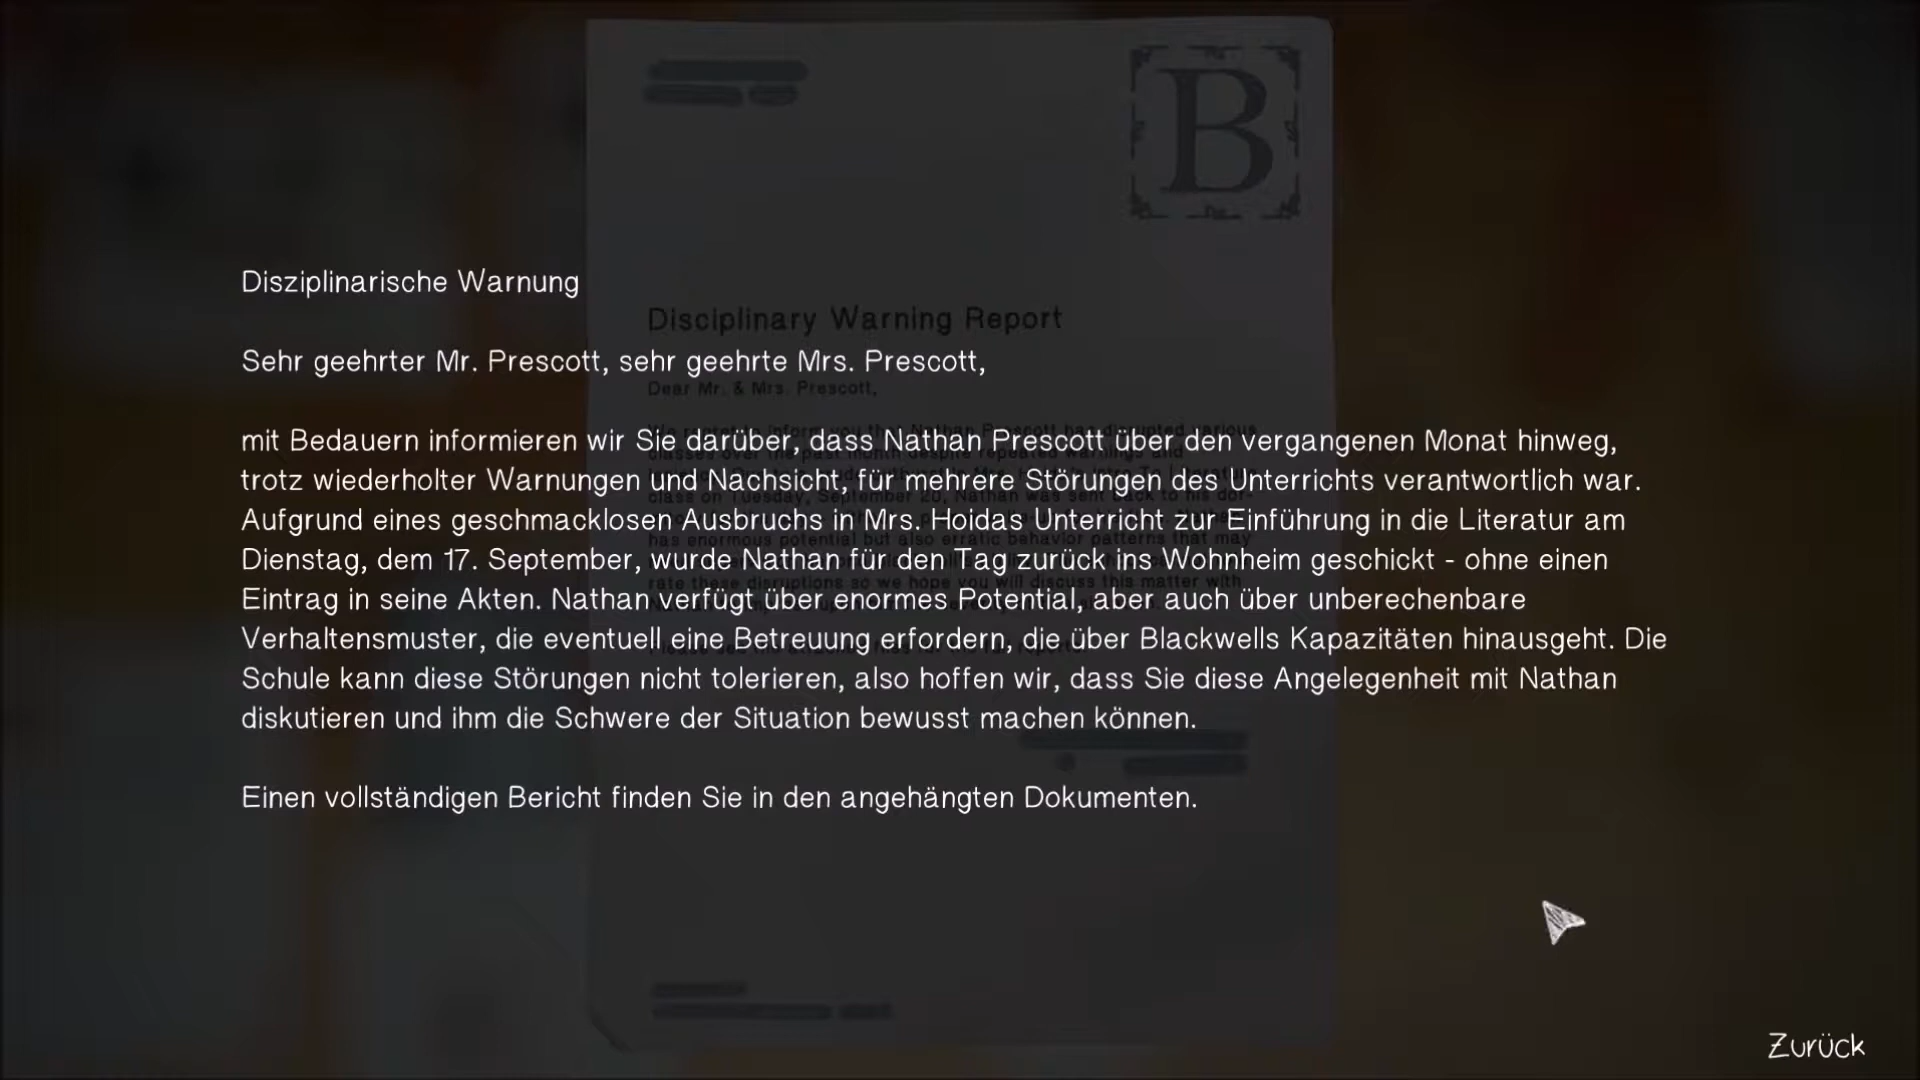 B
Disziplinarische Warnung
Disciplinary Warning Report
Sehr geehrter Mr. Prescott, sehr geehrte Mrs. Prescott,
Dear Mr. & Mrs. Prescott,
mit Bedauern informieren wir Sie darüber, dass Nathan Prescott über den vergangenen Monat hinweg,
trotz wiederholter Warnungen und Nachsicht, für mehrere Störungen des Unterrichts verantwortlich war.
Aufgrund eines geschmacklosen Ausbruchs in Mrs. Hoidas Unterricht zur Einführung in die Literatur am
Dienstag, dem 17. September, wurde Nathan für den Tag zurück ins Wohnheim geschickt - ohne einen
Eintrag in seine Akten. Nathan verfügt über enormes Potential, aber auch über unberechenbare
Verhaltensmuster, die eventuell eine Betreuung erfordern, die über Blackwells Kapazitäten hinausgeht. Die
Schule kann diese Störungen nicht tolerieren, also hoffen wir, dass Sie diese Angelegenheit mit Nathan
diskutieren und ihm die Schwere der Situation bewusst machen können.
Einen vollständigen Bericht finden Sie in den angehängten Dokumenten.
Zurück